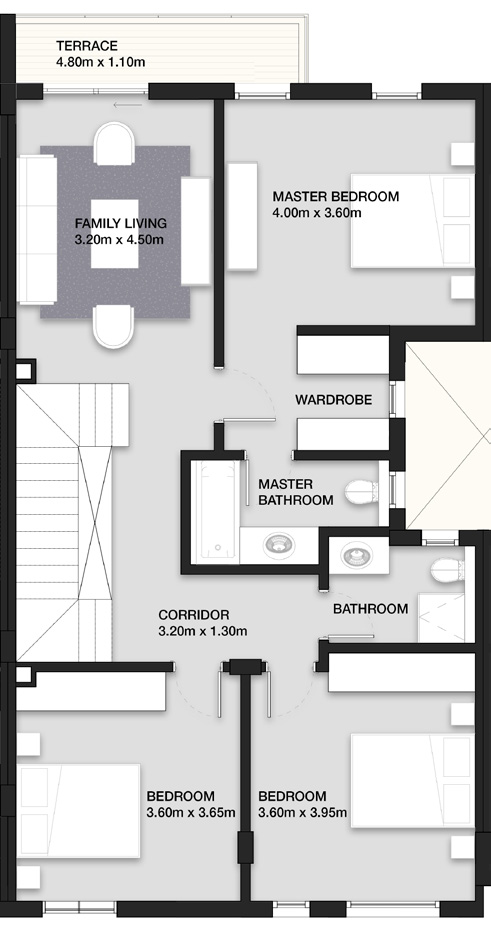 TERRACE
4.80m x 1.10m
FAMILY LIVING
3.20m x 4.50m
MASTER BEDROOM
4.00m x 3.60m
WARDROBE
MASTER
BATHROOM
CORRIDOR
3.20m x 1.30m
BATHROOM
BEDROOM
3.60m x 3.65m
BEDROOM
3.60m x 3.95m